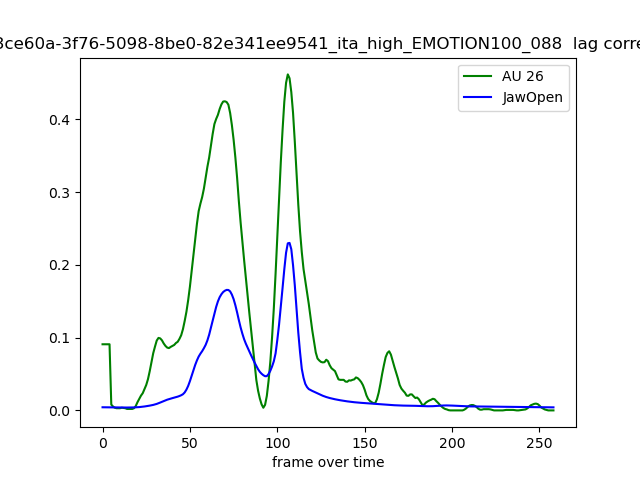 3ce60a-3f76-5098-8be0-82e341ee9541_ita_high_EMOTION100_088 lag corre
AU 26
JawOpen
0.4
0.3
0.2
0.1
0.0
0 50 100 150 200 250
frame over time